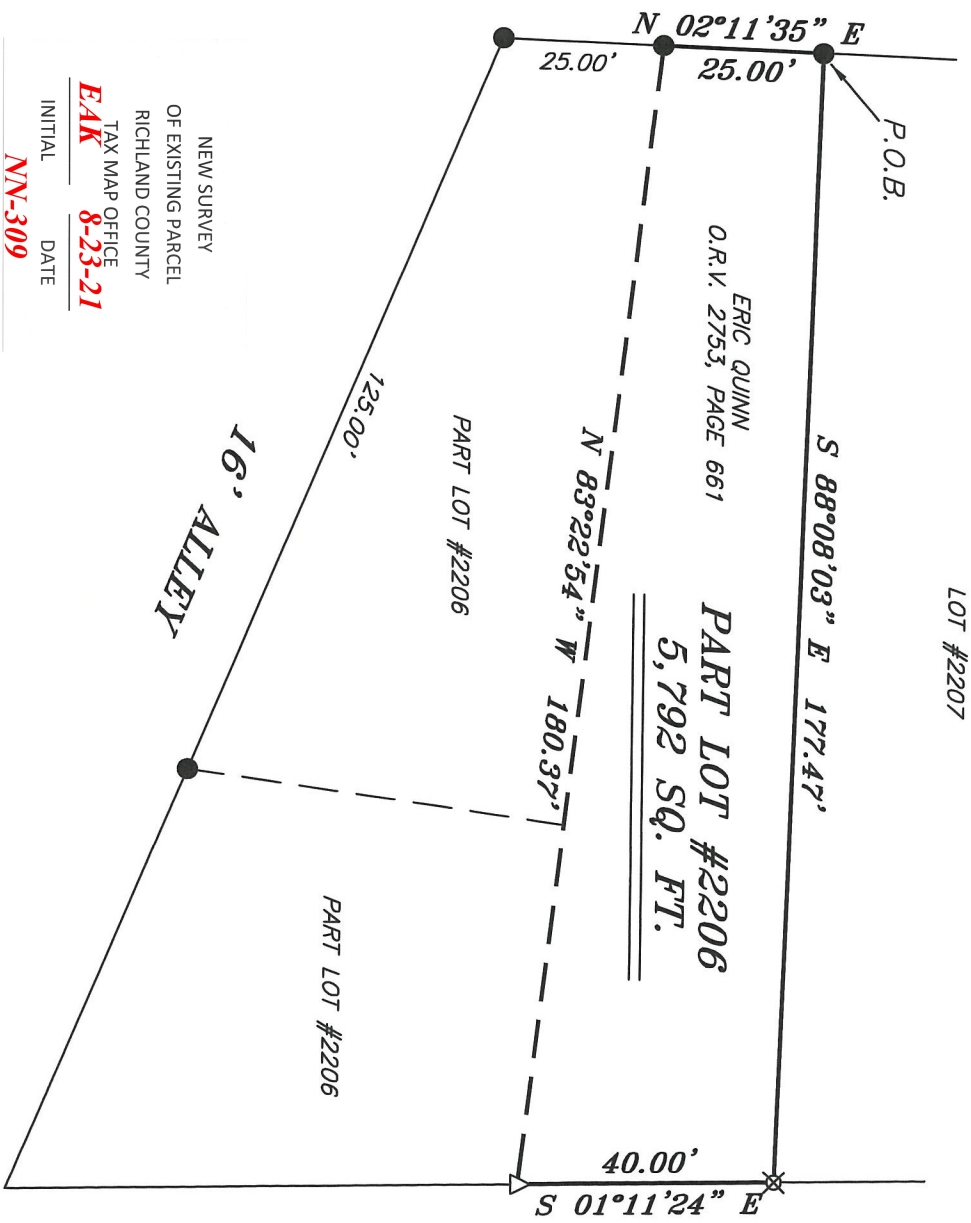 N 02°11'35" E
25.00'
25.00'
P.O.B.
LOT #2207
S 88°08'03" E 177.47'
ERIC QUINN
O.R.V. 2753, PAGE 661
PART LOT #2206
5,792 SQ. FT.
N 83°22'54" W 180.37'
40.00'
S 01°11'24" E
PART LOT #2206
PART LOT #2206
125.00'
16' ALLEY
NEW SURVEY
OF EXISTING PARCEL
RICHLAND COUNTY
TAX MAP OFFICE
EAK 8-23-21
INITIAL DATE
NN-309